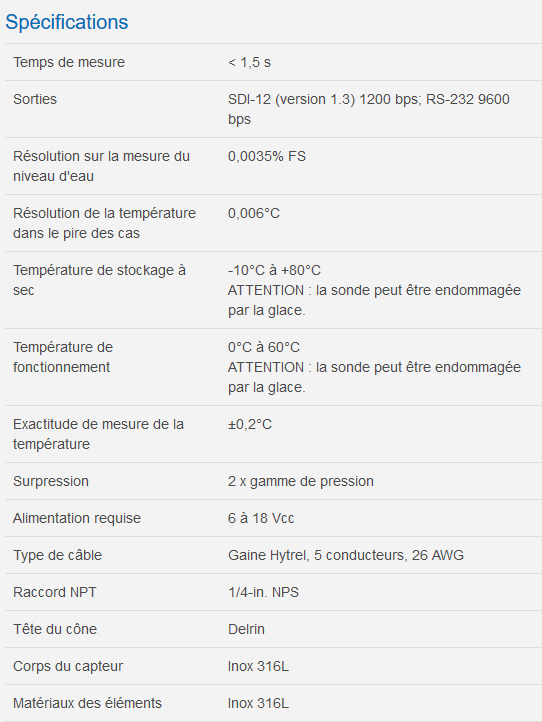 Spécifications
Temps de mesure < 1,5 s
Sorties SDI-12 (version 1.3) 1200 bps; RS-232 9600
bps
Résolution sur la mesure du 0,0035% FS
niveau d'eau
Résolution de la température 0,006°C
dans le pire des cas
Température de stockage à -10°C à +80°C
sec ATTENTION : la sonde peut être endommagée
par la glace.
Température de 0°C à 60°C
fonctionnement ATTENTION : la sonde peut être endommagée
par la glace.
Exactitude de mesure de la ±0,2°C
température
Surpression 2 x gamme de pression
Alimentation requise 6 à 18 Vcc
Type de câble Gaine Hytrel, 5 conducteurs, 26 AWG
Raccord NPT 1/4-in. NPS
Tête du cône Delrin
Corps du capteur Inox 316L
Matériaux des éléments Inox 316L